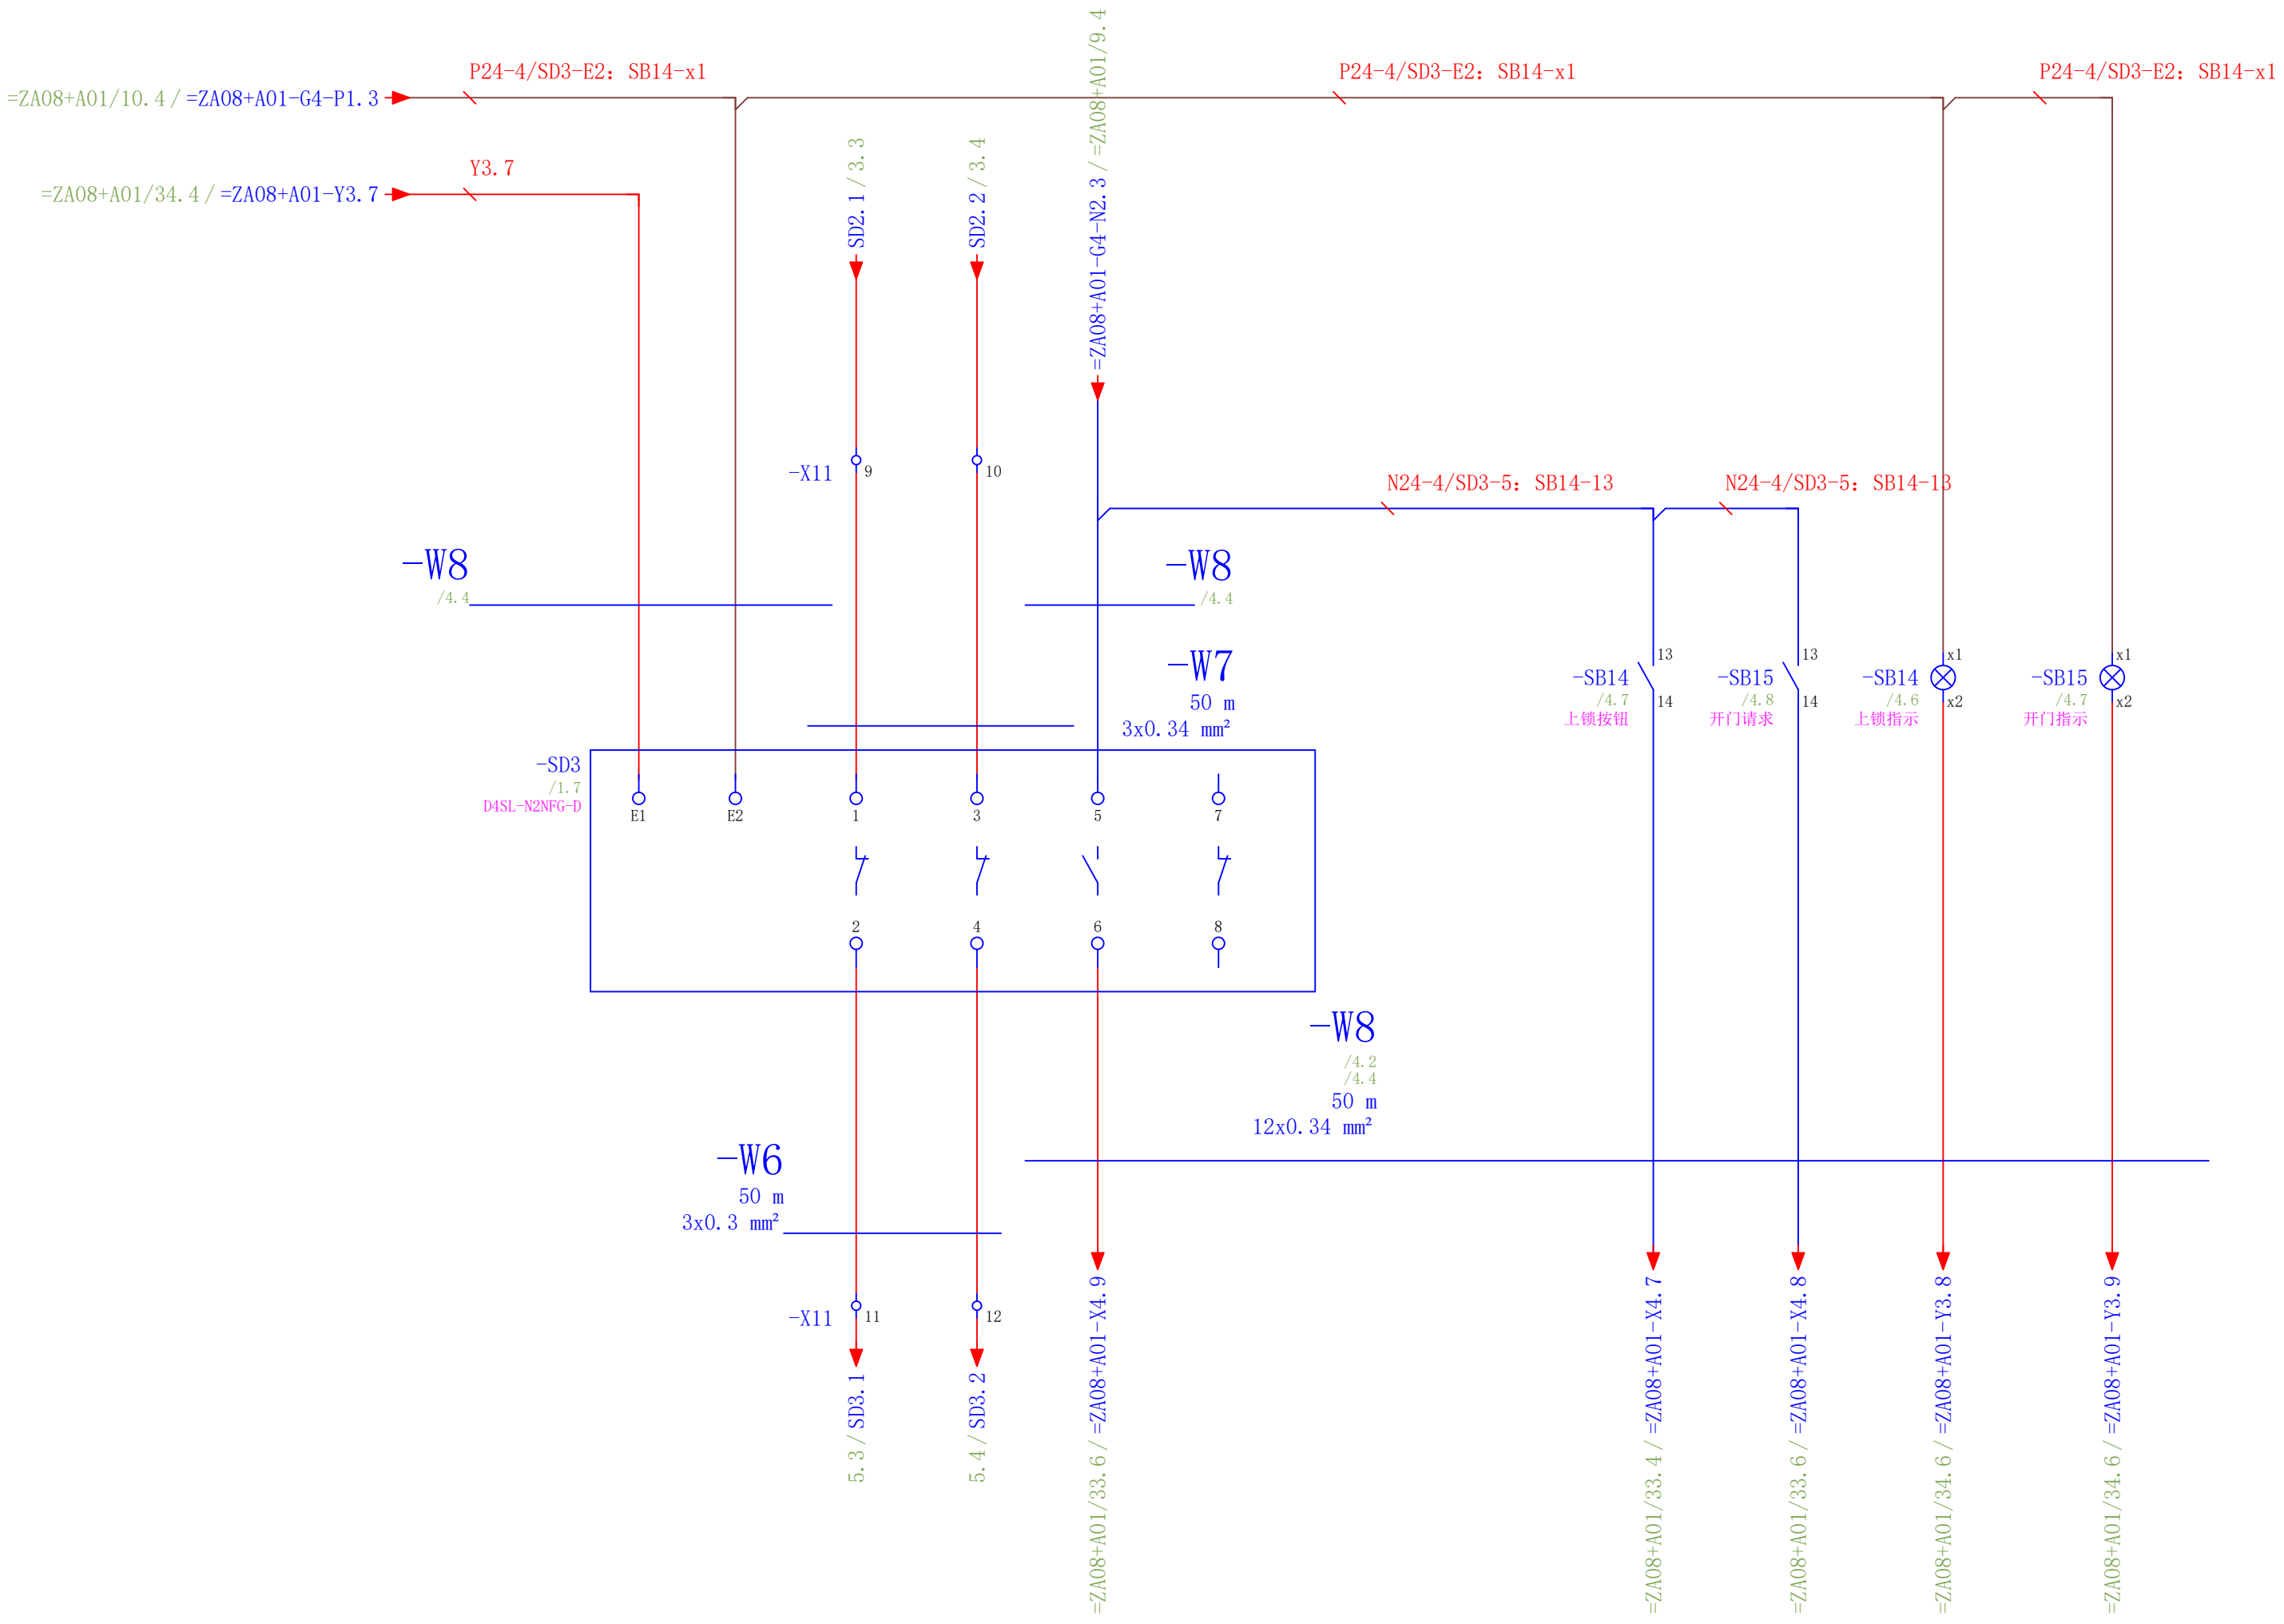 P24-4/SD3-E2: SB14-x1
P24-4/SD3-E2: SB14-x1
P24-4/SD3-E2: SB14-x1
=ZA08+A01/10.4 / =ZA08+A01-G4-P1.3
Y3.7
=ZA08+A01/34.4 / =ZA08+A01-Y3.7
SD2.1 / 3.3
SD2.2 / 3.4
=ZA08+A01-G4-N2.3 / =ZA08+A01/9.4
-X11
9
10
N24-4/SD3-5: SB14-13
N24-4/SD3-5: SB14-13
-W8
/4.4
-W8
/4.4
-W7
50 m
3x0.34 mm²
-SB14
/4.7
上锁按钮
13
14
-SB15
/4.8
开门请求
13
14
-SB14
/4.6
上锁指示
x1
x2
-SB15
/4.7
开门指示
x1
x2
-SD3
/1.7
D4SL-N2NFG-D
E1
E2
1
3
5
7
2
4
6
8
-W8
/4.2
/4.4
50 m
12x0.34 mm²
-W6
50 m
3x0.3 mm²
-X11
11
12
5.3 / SD3.1
5.4 / SD3.2
=ZA08+A01/33.6 / =ZA08+A01-X4.9
=ZA08+A01/33.4 / =ZA08+A01-X4.7
=ZA08+A01/33.6 / =ZA08+A01-X4.8
=ZA08+A01/34.6 / =ZA08+A01-Y3.8
=ZA08+A01/34.6 / =ZA08+A01-Y3.9